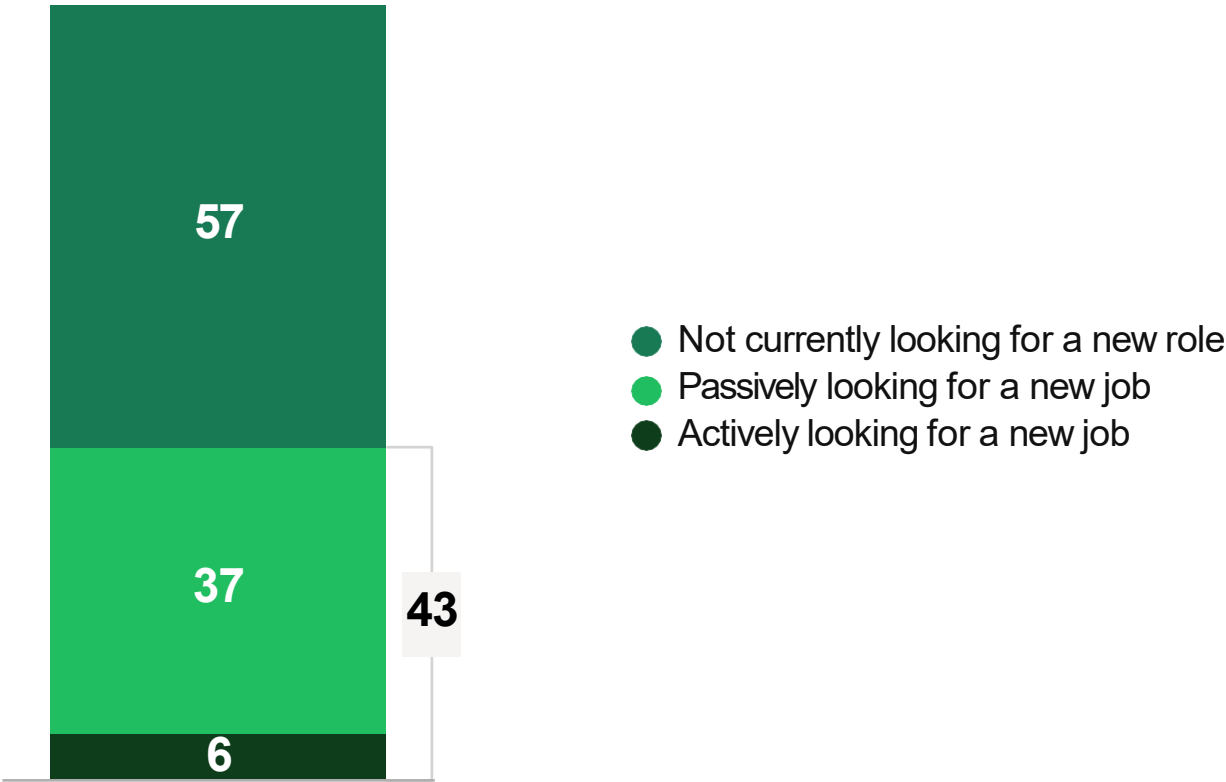 57
Not currently looking for a new role
Passively looking for a new job
Actively looking for a new job
37
43
6